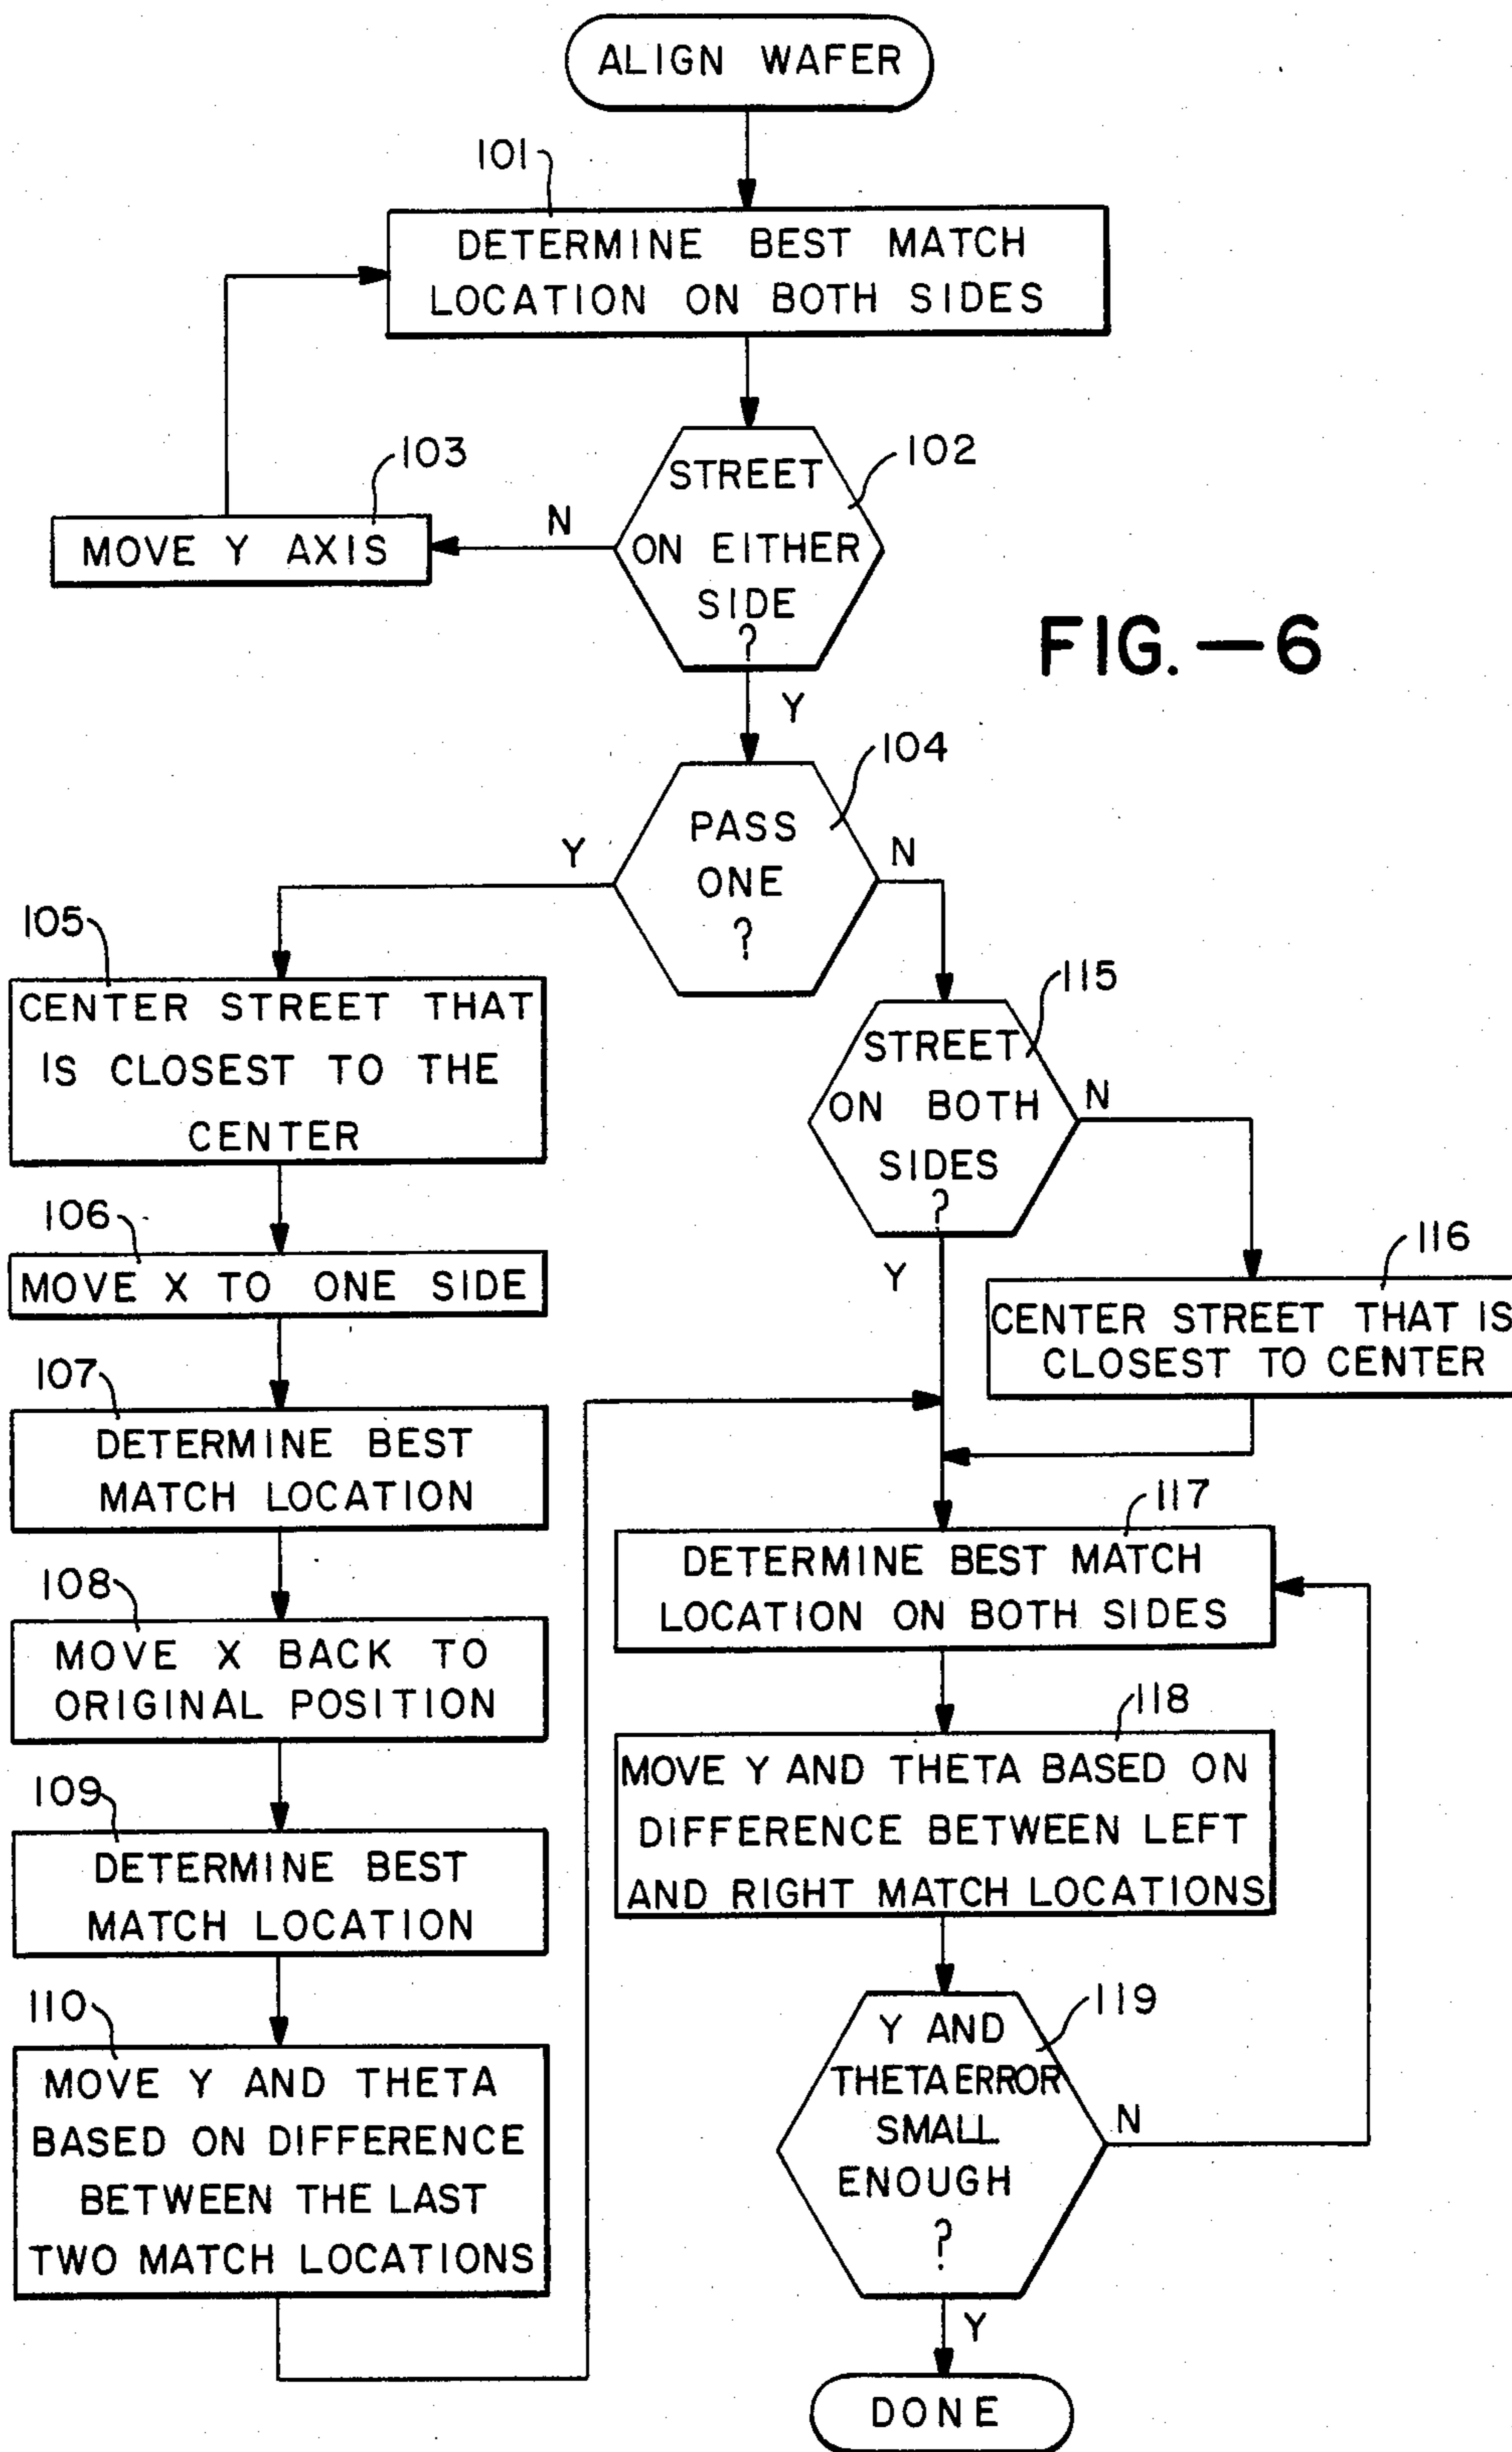 ALIGN WAFER
101
DETERMINE BEST MATCH
LOCATION ON BOTH SIDES
102
STREET
ON EITHER
SIDE
?
N
103
MOVE Y AXIS
FIG.—6
Y
104
PASS
ONE
?
Y
N
105
CENTER STREET THAT
IS CLOSEST TO THE
CENTER
106
MOVE X TO ONE SIDE
107
DETERMINE BEST
MATCH LOCATION
108
MOVE X BACK TO
ORIGINAL POSITION
109
DETERMINE BEST
MATCH LOCATION
110
MOVE Y AND THETA
BASED ON DIFFERENCE
BETWEEN THE LAST
TWO MATCH LOCATIONS
115
STREET
ON BOTH
SIDES
?
N
Y
116
CENTER STREET THAT IS
CLOSEST TO CENTER
117
DETERMINE BEST MATCH
LOCATION ON BOTH SIDES
118
MOVE Y AND THETA BASED ON
DIFFERENCE BETWEEN LEFT
AND RIGHT MATCH LOCATIONS
119
Y AND
THETA ERROR
SMALL
ENOUGH
?
N
Y
DONE